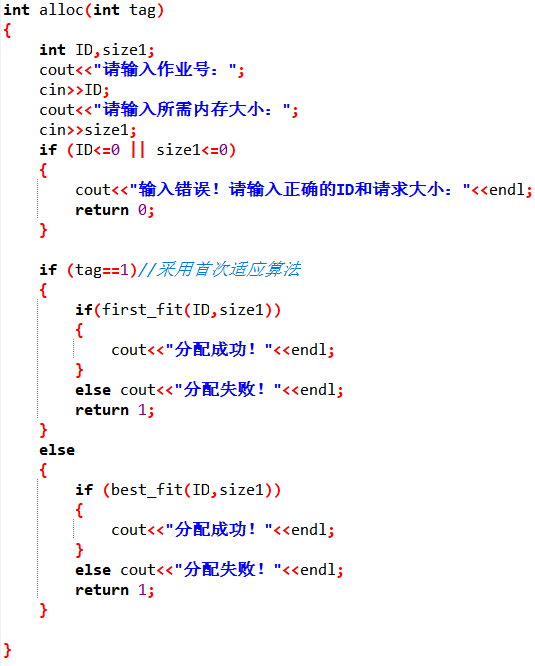 int alloc(int tag)
{
    int ID,size1;
    cout<<"请输入作业号：";
    cin>>ID;
    cout<<"请输入所需内存大小：";
    cin>>size1;
    if (ID<=0 || size1<=0)
    {
        cout<<"输入错误！请输入正确的ID和请求大小："<<endl;
        return 0;
    }

    if (tag==1)//采用首次适应算法
    {
        if(first_fit(ID,size1))
        {
            cout<<"分配成功！"<<endl;
        }
        else cout<<"分配失败！"<<endl;
        return 1;
    }
    else
    {
        if (best_fit(ID,size1))
        {
            cout<<"分配成功！"<<endl;
        }
        else cout<<"分配失败！"<<endl;
        return 1;
    }

}